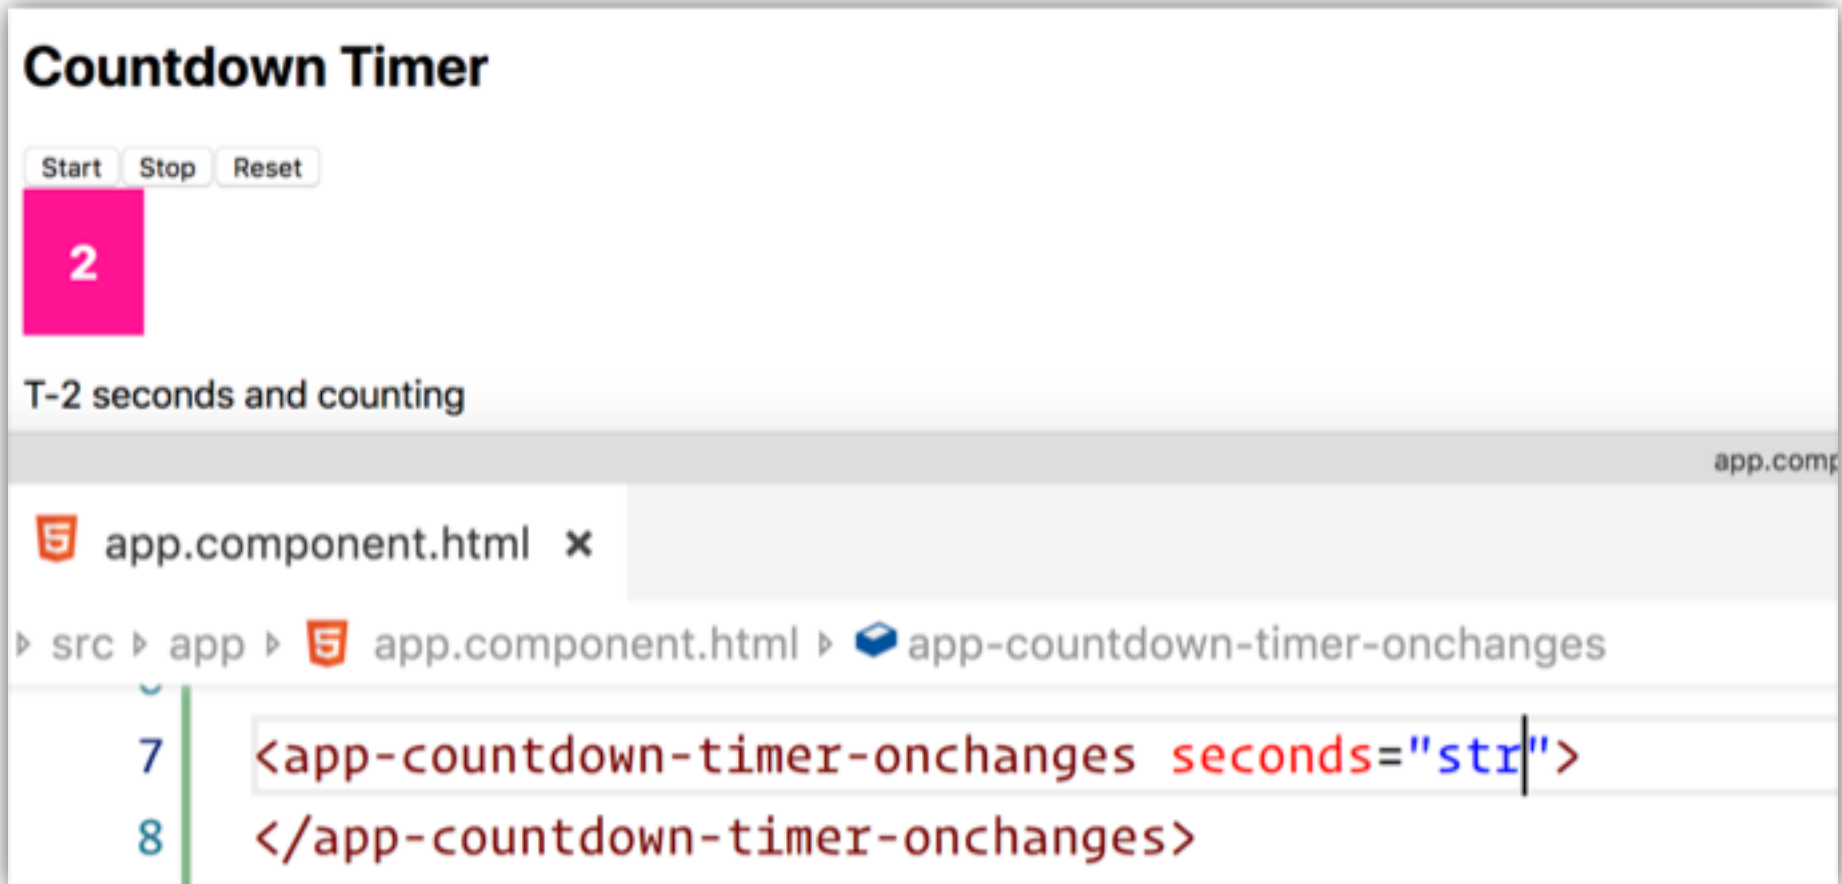 Countdown Timer
Start Stop Reset
2
T-2 seconds and counting
app.comp
app.component.html ×
src app app.component.html app-countdown-timer-onchanges
7 <app-countdown-timer-onchanges seconds="str">
8 </app-countdown-timer-onchanges>